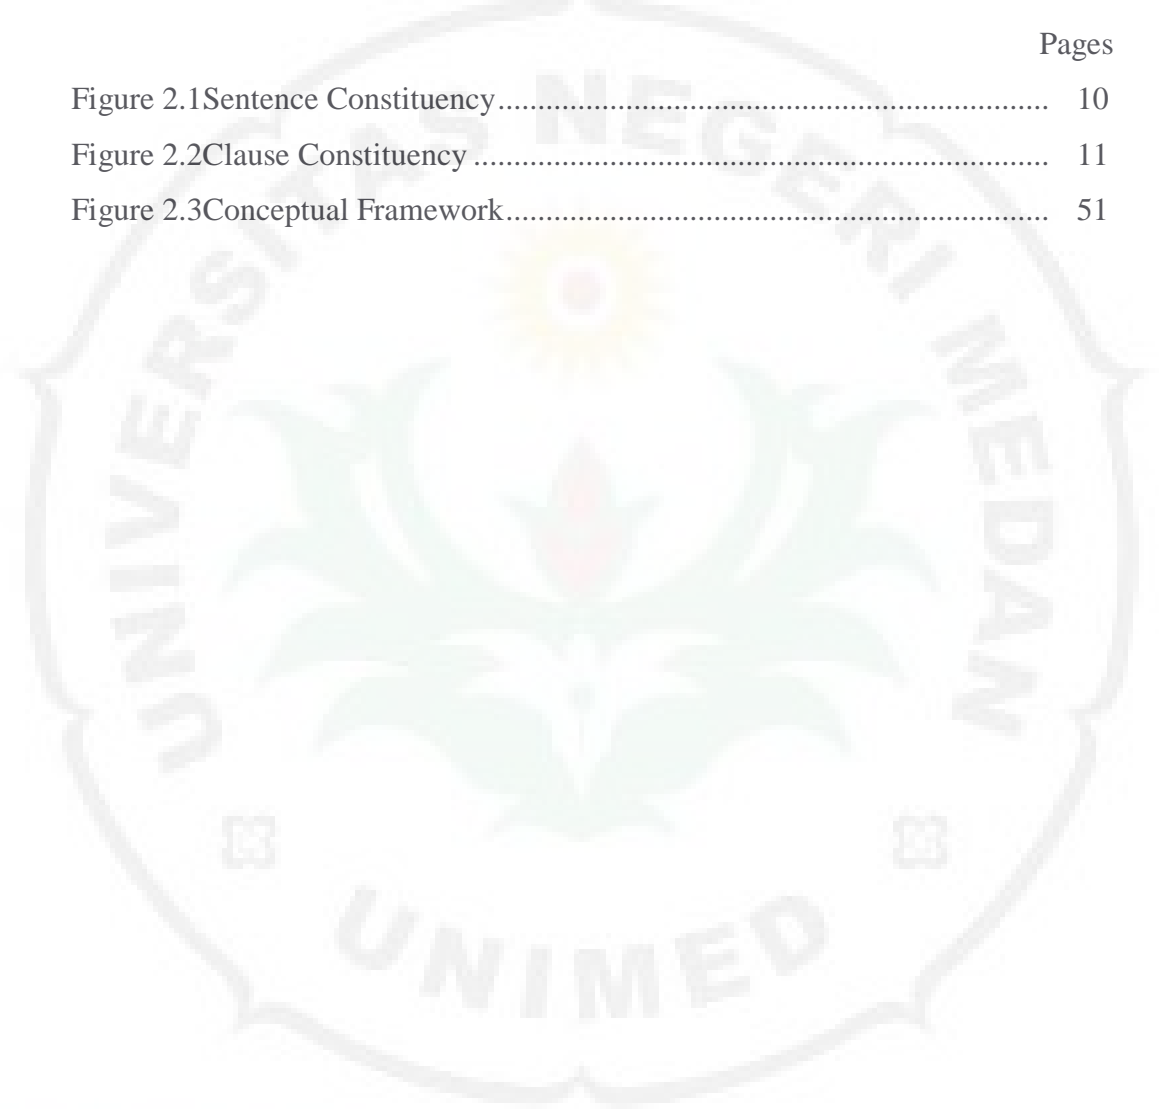 Pages
Figure 2.1Sentence Constituency...................................................................... 10
Figure 2.2Clause Constituency ......................................................................... 11
Figure 2.3Conceptual Framework..................................................................... 51
UNIVERSITAS NEGERI MEDAN
UNIMED